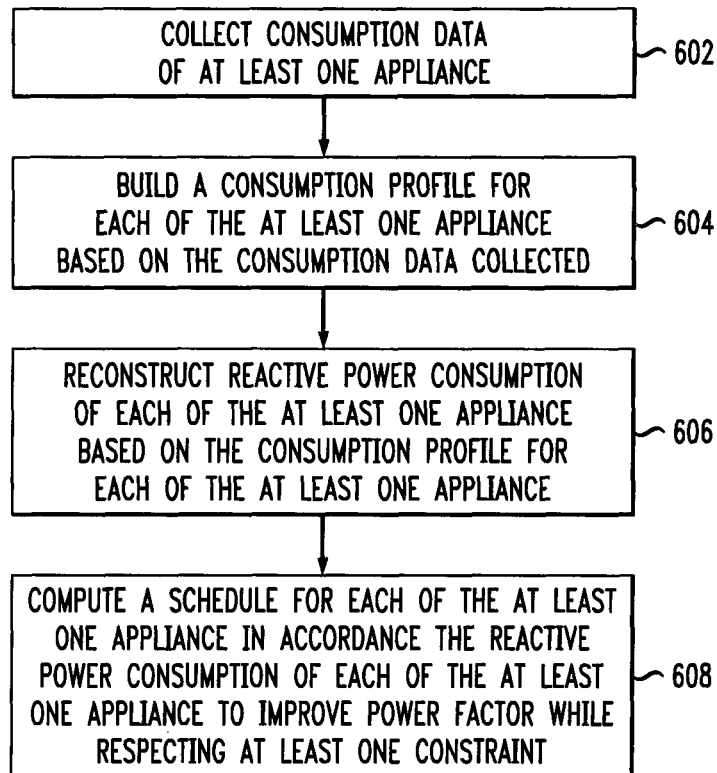 COLLECT CONSUMPTION DATA
OF AT LEAST ONE APPLIANCE
602
BUILD A CONSUMPTION PROFILE FOR
EACH OF THE AT LEAST ONE APPLIANCE
BASED ON THE CONSUMPTION DATA COLLECTED
604
RECONSTRUCT REACTIVE POWER CONSUMPTION
OF EACH OF THE AT LEAST ONE APPLIANCE
BASED ON THE CONSUMPTION PROFILE FOR
EACH OF THE AT LEAST ONE APPLIANCE
606
COMPUTE A SCHEDULE FOR EACH OF THE AT LEAST
ONE APPLIANCE IN ACCORDANCE THE REACTIVE
POWER CONSUMPTION OF EACH OF THE AT LEAST
ONE APPLIANCE TO IMPROVE POWER FACTOR WHILE
RESPECTING AT LEAST ONE CONSTRAINT
608